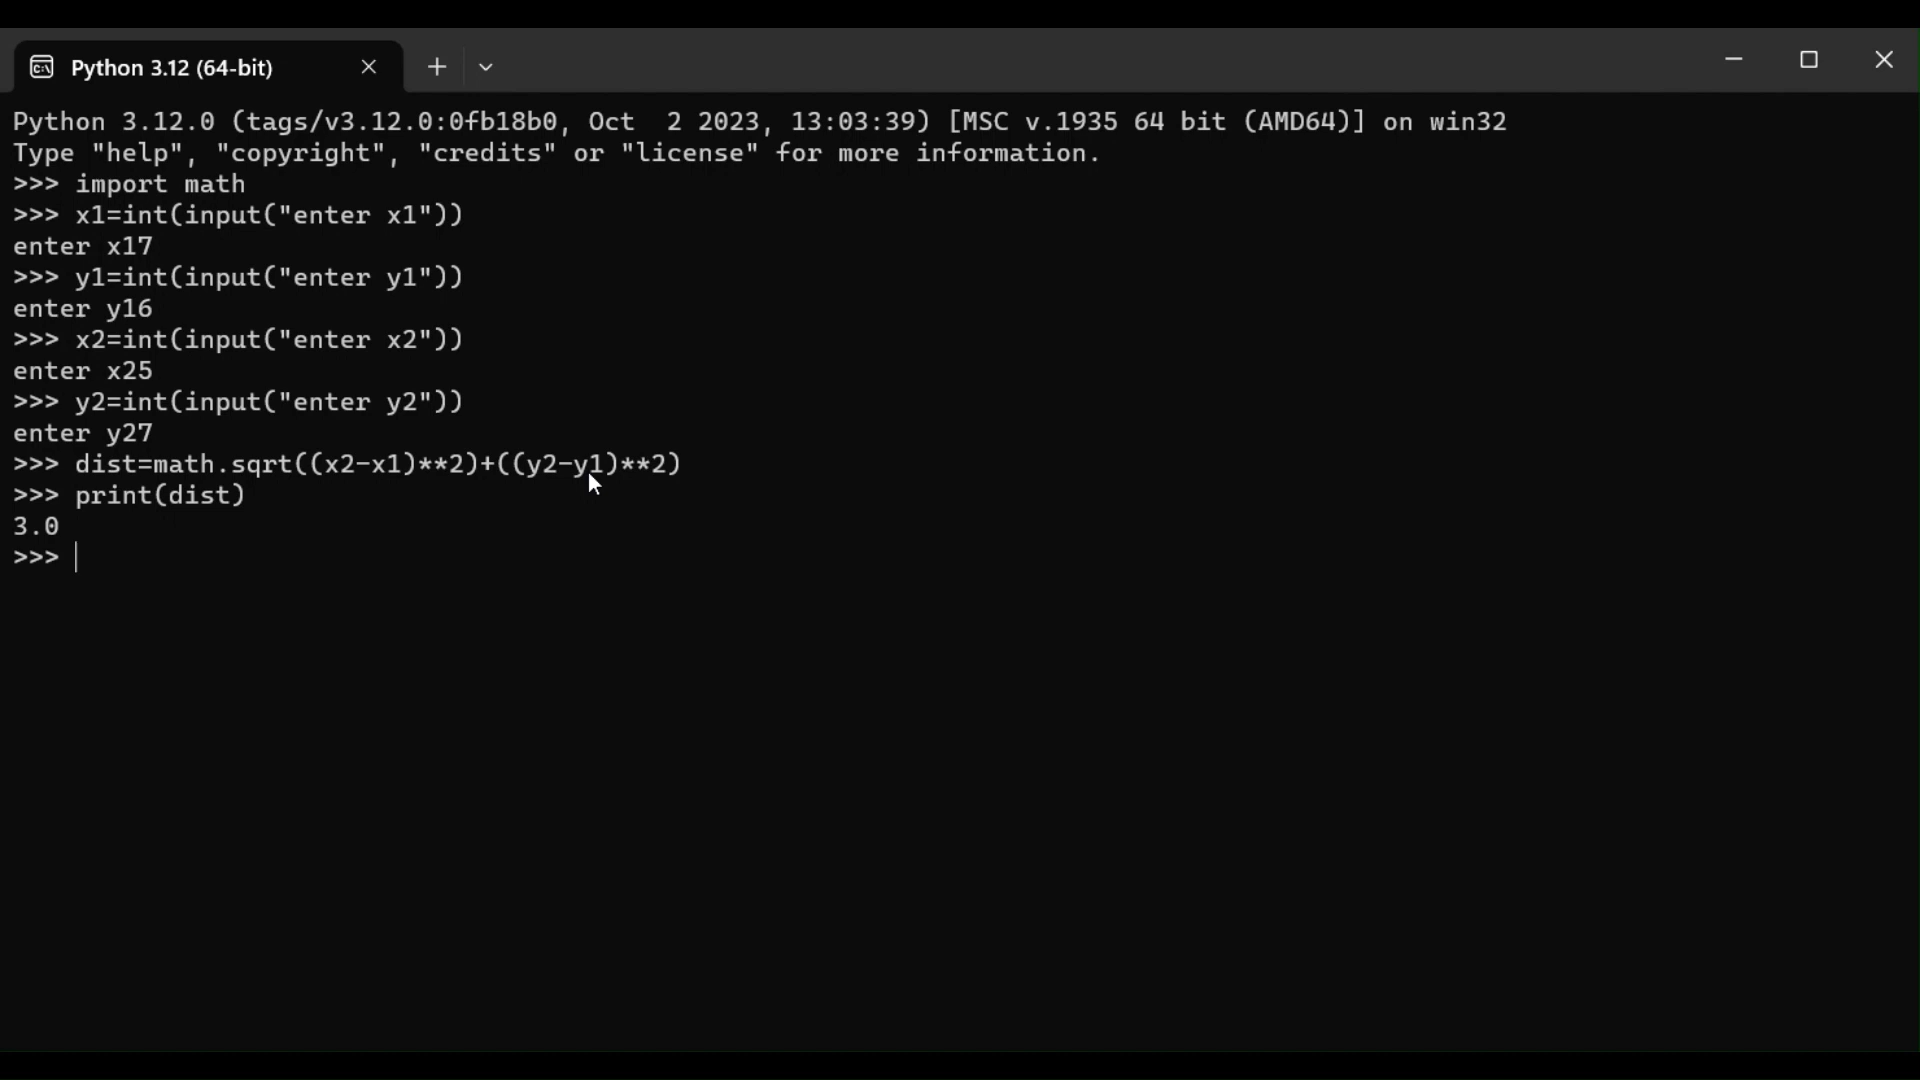 Python 3.12 (64-bit)
Python 3.12.0 (tags/v3.12.0:0fb18b0, Oct  2 2023, 13:03:39) [MSC v.1935 64 bit (AMD64)] on win32
Type "help", "copyright", "credits" or "license" for more information.
>>> import math
>>> x1=int(input("enter x1"))
enter x17
>>> y1=int(input("enter y1"))
enter y16
>>> x2=int(input("enter x2"))
enter x25
>>> y2=int(input("enter y2"))
enter y27
>>> dist=math.sqrt((x2-x1)**2)+((y2-y1)**2)
>>> print(dist)
3.0
>>>